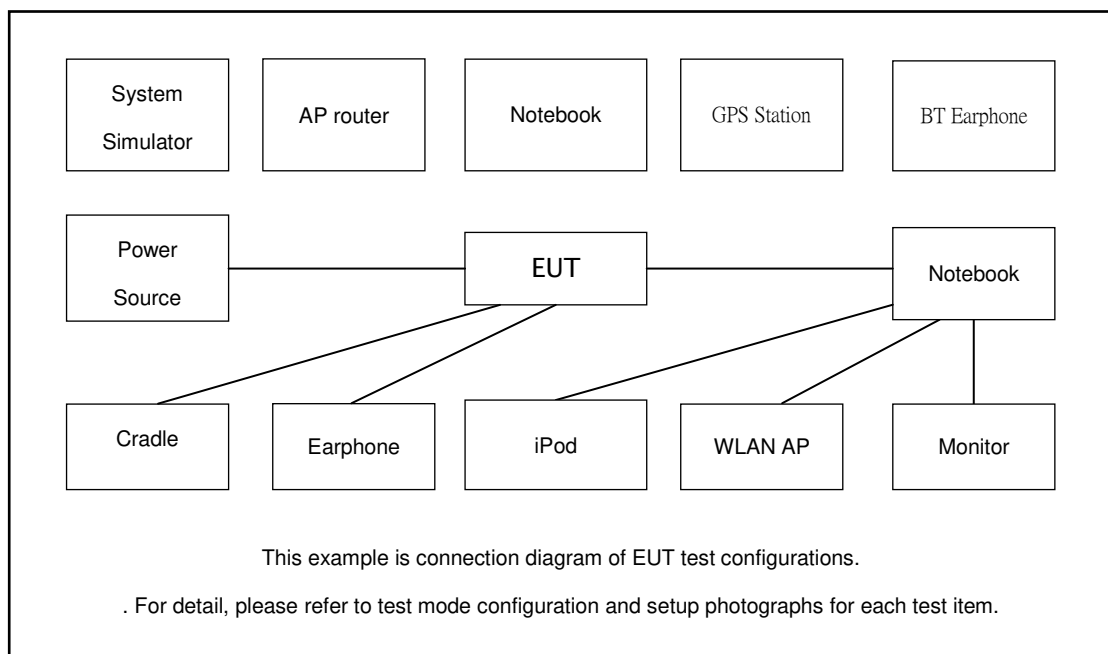 System
Simulator
AP router
Notebook
GPS Station
BT Earphone
Power
Source
EUT
Notebook
Cradle
Earphone
iPod
WLAN AP
Monitor
This example is connection diagram of EUT test configurations.
. For detail, please refer to test mode configuration and setup photographs for each test item.